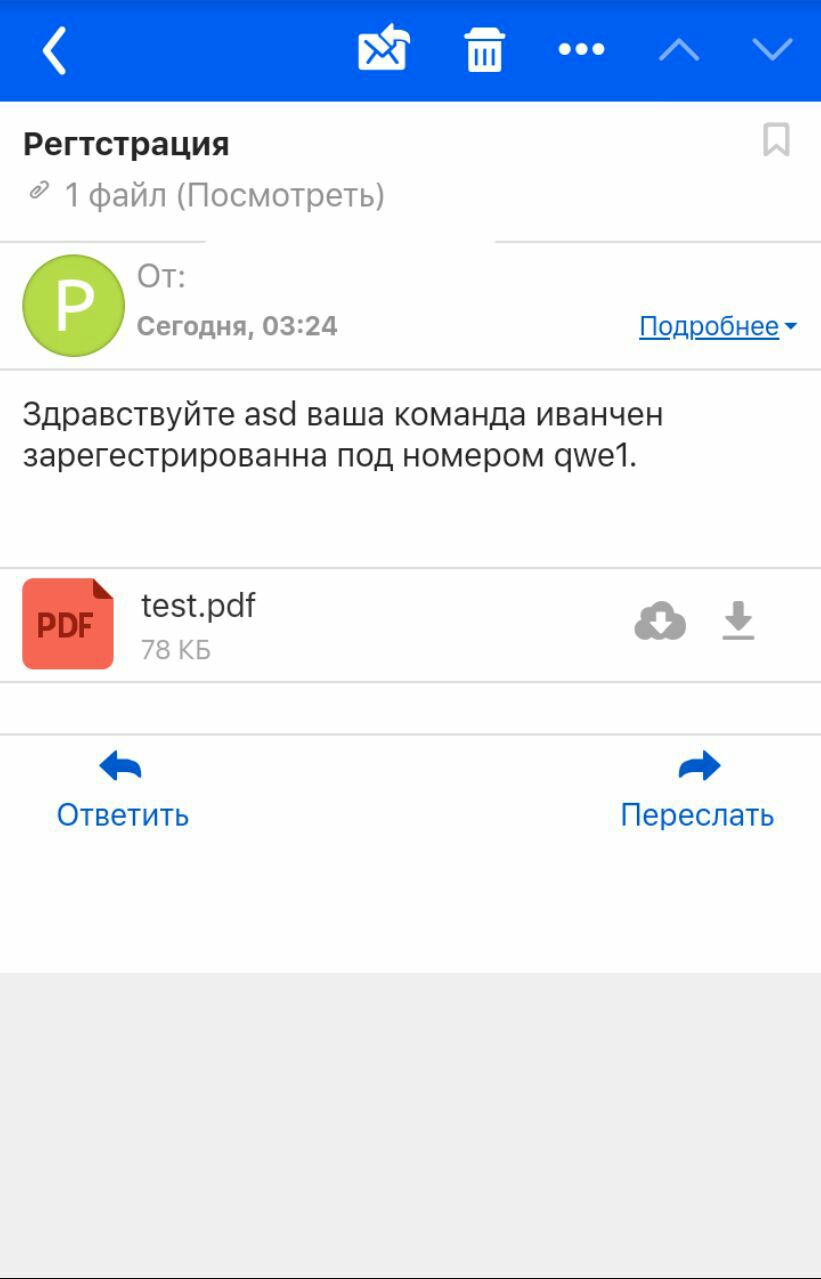 Регтстрация
1 файл (Посмотреть)
Р
От:
Сегодня, 03:24
Подробнее
Здравствуйте asd ваша команда иванчен
зарегестрированна под номером qwe1.
PDF
test.pdf
78 КБ
Ответить
Переслать